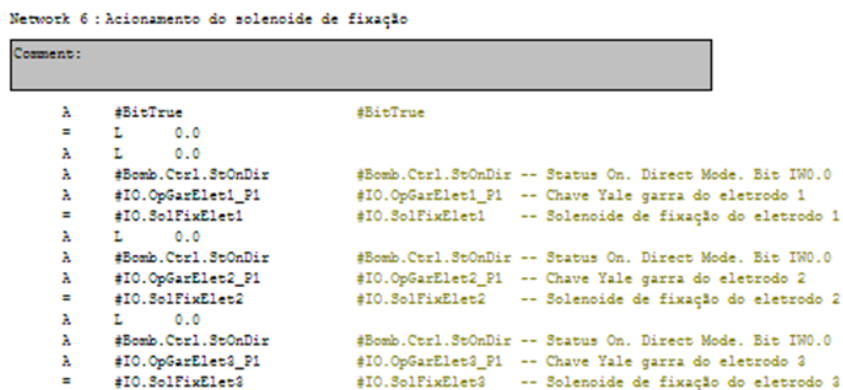 Network 6 : Acionamento do solenoide de fixação
Comment:
A #BitTrue #BitTrue
= L 0.0
A L 0.0
A #Bomb.Ctrl.StOnDir #Bomb.Ctrl.StOnDir -- Status On. Direct Mode. Bit IW0.0
A #IO.OpGarElet1_P1 #IO.OpGarElet1_P1 -- Chave Yale garra do eletrodo 1
= #IO.SolFixElet1 #IO.SolFixElet1 -- Solenoide de fixação do eletrodo 1
A L 0.0
A #Bomb.Ctrl.StOnDir #Bomb.Ctrl.StOnDir -- Status On. Direct Mode. Bit IW0.0
A #IO.OpGarElet2_P1 #IO.OpGarElet2_P1 -- Chave Yale garra do eletrodo 2
= #IO.SolFixElet2 #IO.SolFixElet2 -- Solenoide de fixação do eletrodo 2
A L 0.0
A #Bomb.Ctrl.StOnDir #Bomb.Ctrl.StOnDir -- Status On. Direct Mode. Bit IW0.0
A #IO.OpGarElet3_P1 #IO.OpGarElet3_P1 -- Chave Yale garra do eletrodo 3
= #IO.SolFixElet3 #IO.SolFixElet3 -- Solenoide de fixação do eletrodo 3